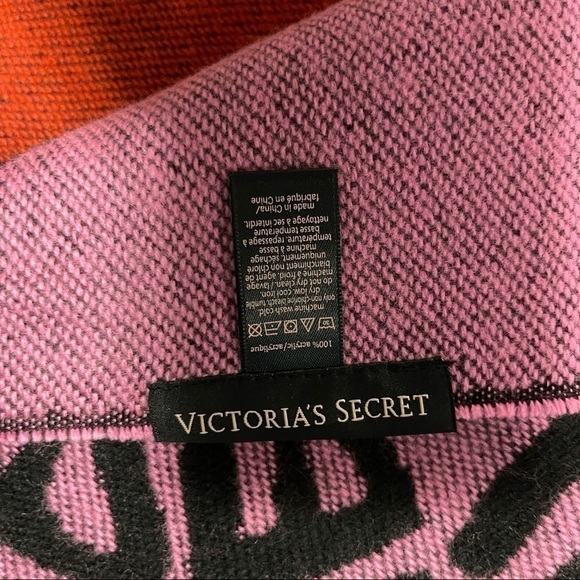 100% acrylic/acrylique
30
machine wash cold
only non-chlorine bleach, tumble
dry low, cool iron,
do not dry clean. / lavage
machine à froid, agent de
blanchiment non chloré
uniquement, séchage
machine à basse
température, repassage à
basse température
nettoyage à sec interdit.
made in China/
fabriqué en Chine
VICTORIA'S SECRET